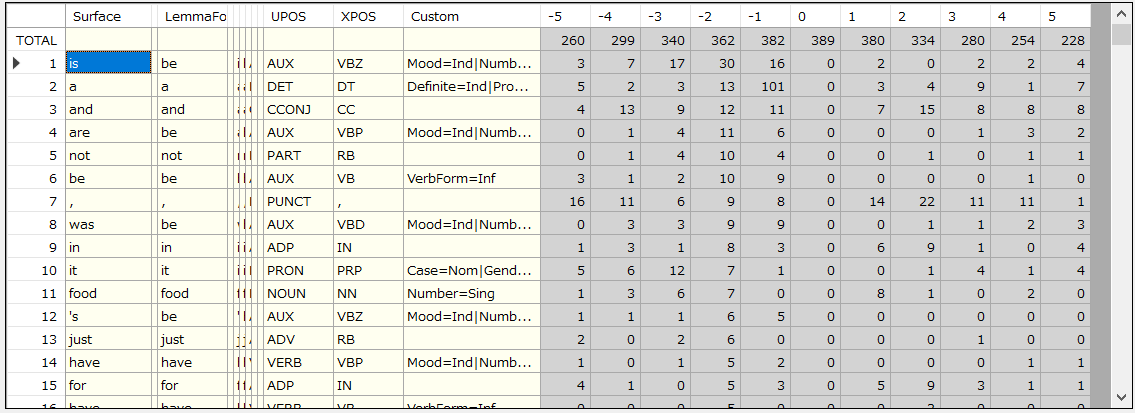 Surface LemmaFo UPOS XPOS Custom -5 -4 -3 -2 -1 0 1 2 3 4 5
TOTAL 260 299 340 362 382 389 380 334 280 254 228
1 is be AUX VBZ Mood=Ind|Numb... 3 7 17 30 16 0 2 0 2 2 4
2 a a DET DT Definite=Ind|Pro... 5 2 3 13 101 0 3 4 9 1 7
3 and and CCONJ CC 4 13 9 12 11 0 7 15 8 8 8
4 are be AUX VBP Mood=Ind|Numb... 0 1 4 11 6 0 0 0 1 3 2
5 not not PART RB 0 1 4 10 4 0 0 1 0 1 1
6 be be AUX VB VerbForm=Inf 3 1 2 10 9 0 0 0 0 1 0
7 , , PUNCT , 16 11 6 9 8 0 14 22 11 11 1
8 was be AUX VBD Mood=Ind|Numb... 0 3 3 9 9 0 0 1 1 2 3
9 in in ADP IN 1 3 1 8 3 0 6 9 1 0 4
10 it it PRON PRP Case=Nom|Gend... 5 6 12 7 1 0 0 1 4 1 4
11 food food NOUN NN Number=Sing 1 3 6 7 0 0 8 1 0 2 0
12 's be AUX VBZ Mood=Ind|Numb... 1 1 1 6 5 0 0 0 0 0 0
13 just just ADV RB 2 0 2 6 0 0 0 0 1 0 0
14 have have VERB VBP Mood=Ind|Numb... 1 0 1 5 2 0 0 0 0 1 1
15 for for ADP IN 4 1 0 5 3 0 5 9 3 1 1
16 have have VERB VB VerbForm=Inf